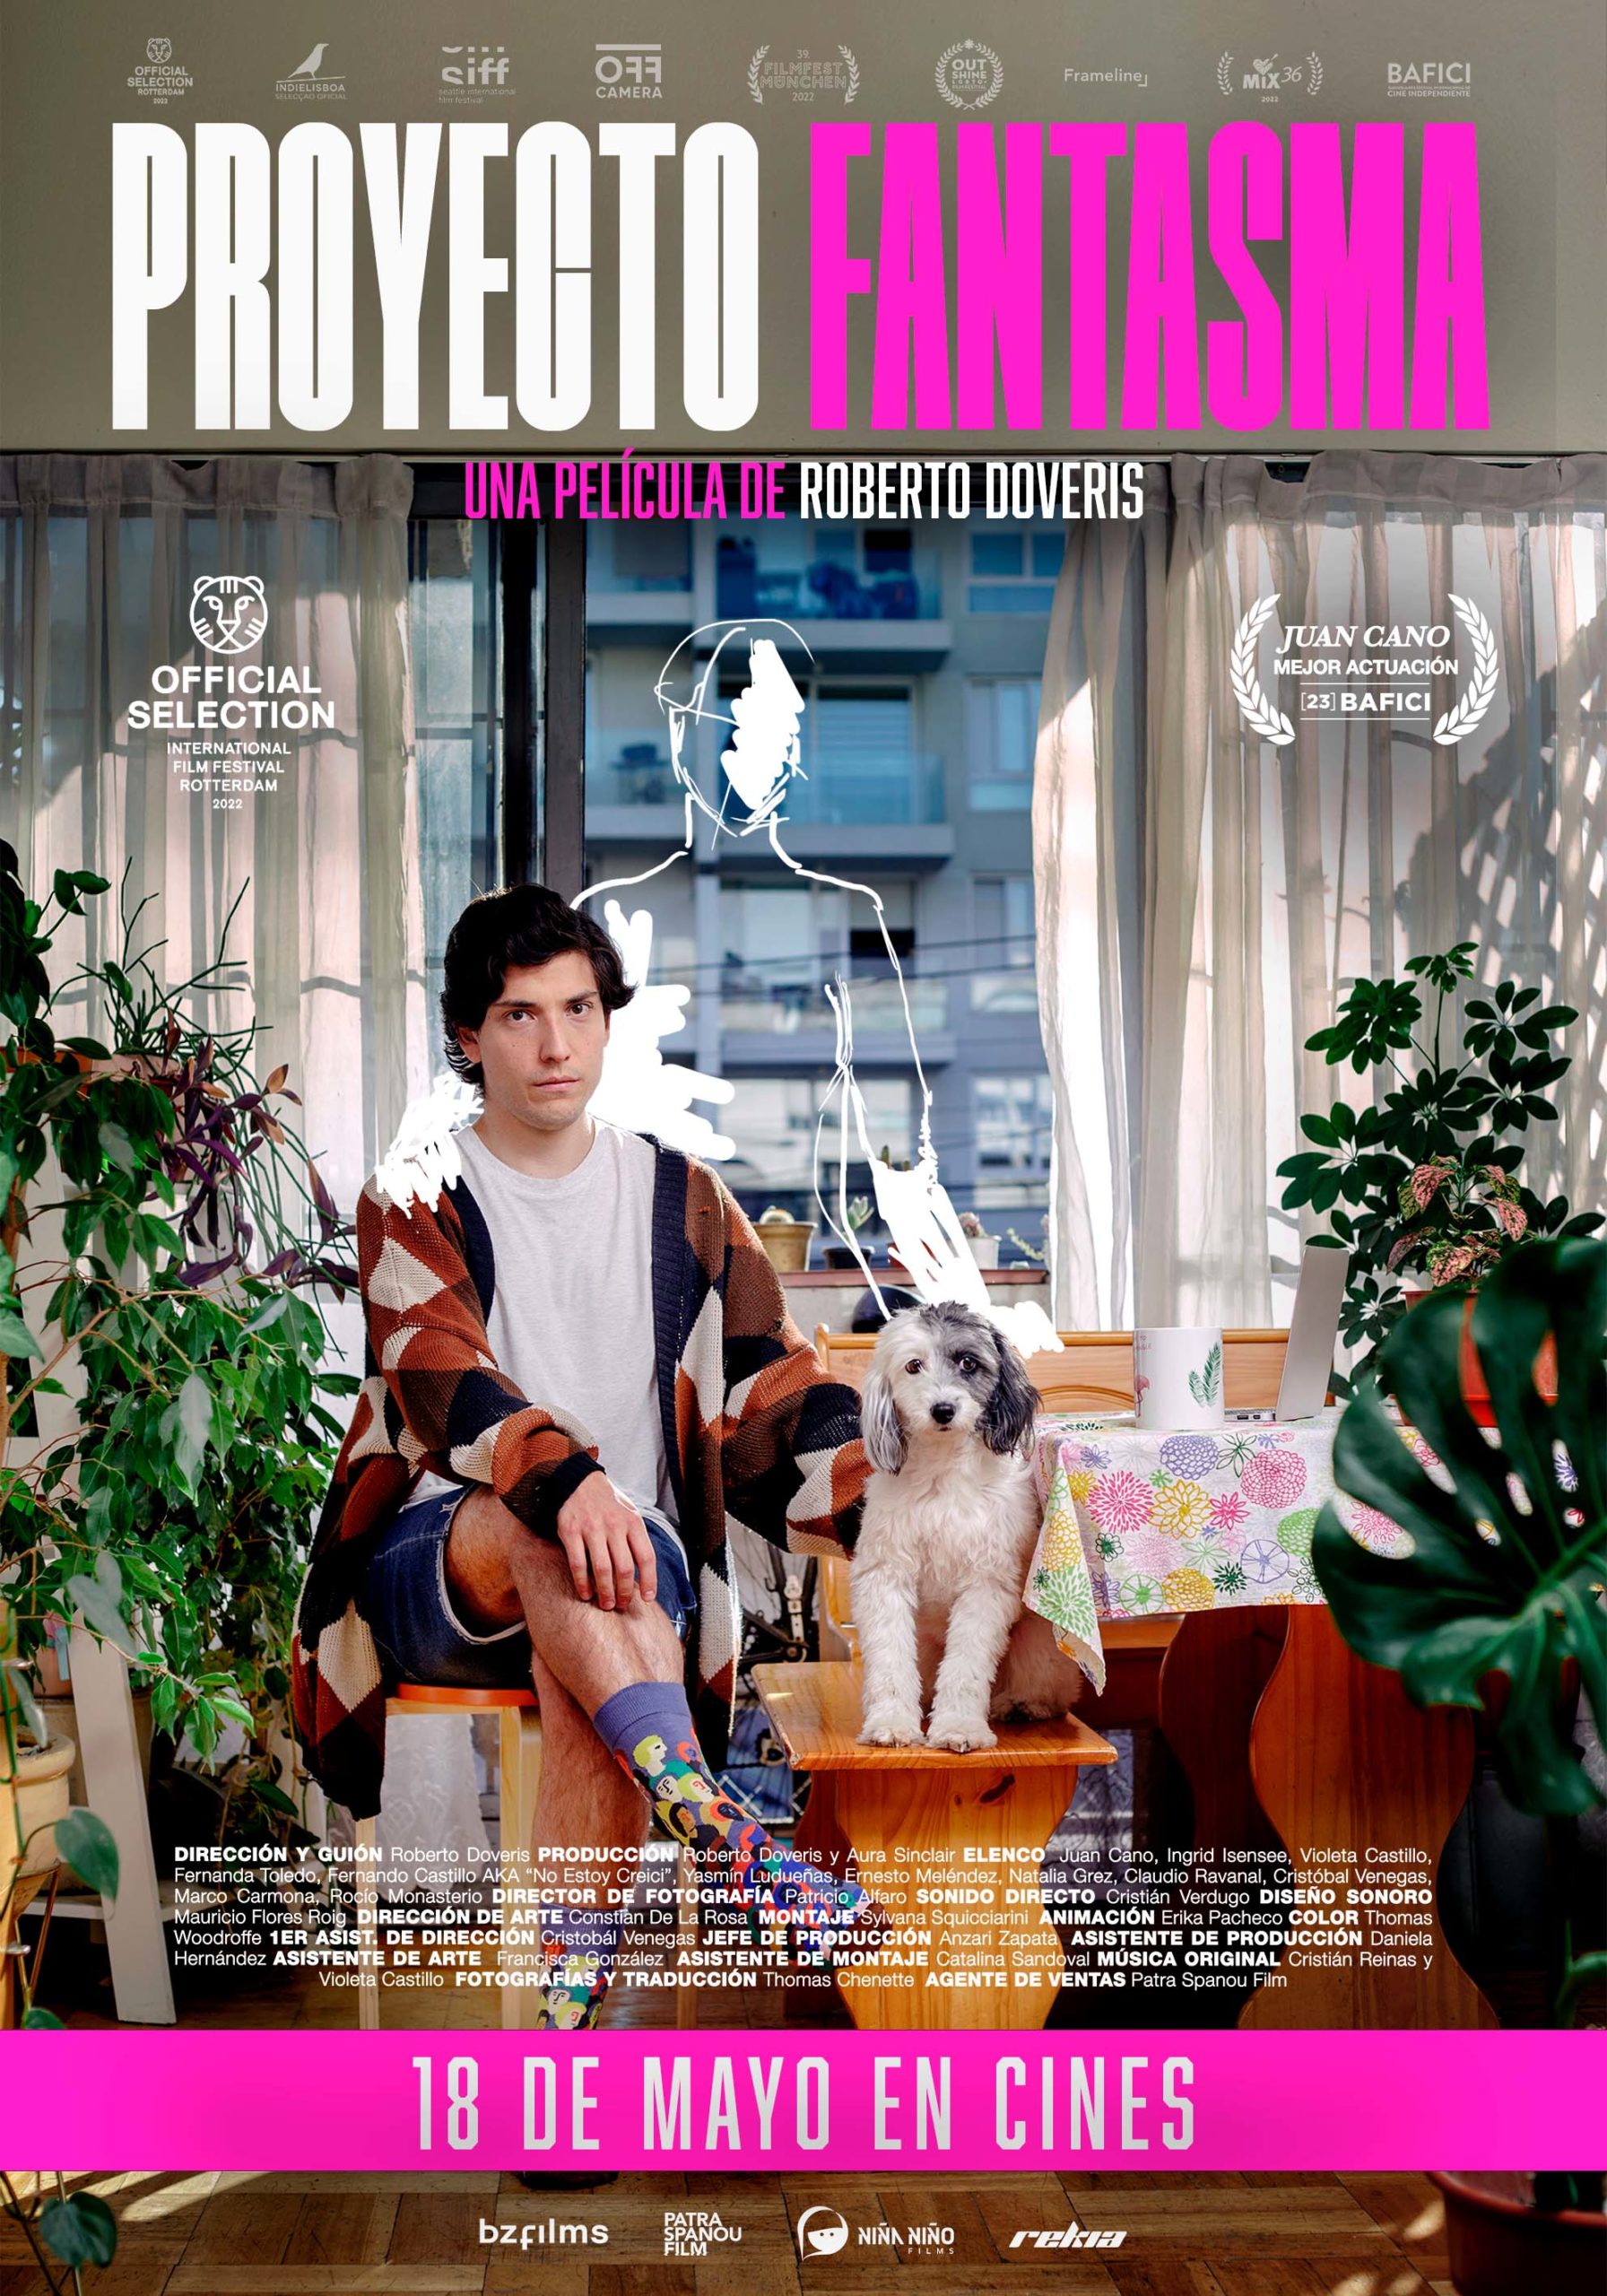 OFFICIAL
SELECTION
ROTTERDAM
2022
INDIELISBOA
SELECÇÃO OFICIAL
siff
seattle international
film festival
OFF
CAMERA
39.
FILMFEST
MÜNCHEN
2022
OUT
SHINE
LGBTQ+
Frameline
MIX 36
2022
BAFICI
CINE INDEPENDIENTE
PROYECTO FANTASMA
UNA PELÍCULA DE ROBERTO DOVERIS
OFFICIAL
SELECTION
INTERNATIONAL
FILM FESTIVAL
ROTTERDAM
2022
JUAN CANO
MEJOR ACTUACIÓN
[23] BAFICI
DIRECCIÓN Y GUIÓN Roberto Doveris PRODUCCIÓN Roberto Doveris y Aura Sinclair ELENCO Juan Cano, Ingrid Isensee, Violeta Castillo,
Fernanda Toledo, Fernando Castillo AKA “No Estoy Creici”, Yasmín Ludueñas, Ernesto Meléndez, Natalia Grez, Claudio Ravanal, Cristóbal Venegas,
Marco Carmona, Rocío Monasterio DIRECTOR DE FOTOGRAFÍA Patricio Alfaro SONIDO DIRECTO Cristián Verdugo DISEÑO SONORO
Mauricio Flores Roig DIRECCIÓN DE ARTE Constian De La Rosa MONTAJE Sylvana Squicciarini ANIMACIÓN Erika Pacheco COLOR Thomas
Woodroffe 1ER ASIST. DE DIRECCIÓN Cristobál Venegas JEFE DE PRODUCCIÓN Anzari Zapata ASISTENTE DE PRODUCCIÓN Daniela
Hernández ASISTENTE DE ARTE Francisca González ASISTENTE DE MONTAJE Catalina Sandoval MÚSICA ORIGINAL Cristián Reinas y
Violeta Castillo FOTOGRAFÍAS Y TRADUCCIÓN Thomas Chenette AGENTE DE VENTAS Patra Spanou Film
18 DE MAYO EN CINES
bzfilms
PATRA
SPANOU
FILM
NIÑA NIÑO
FILMS
rekia